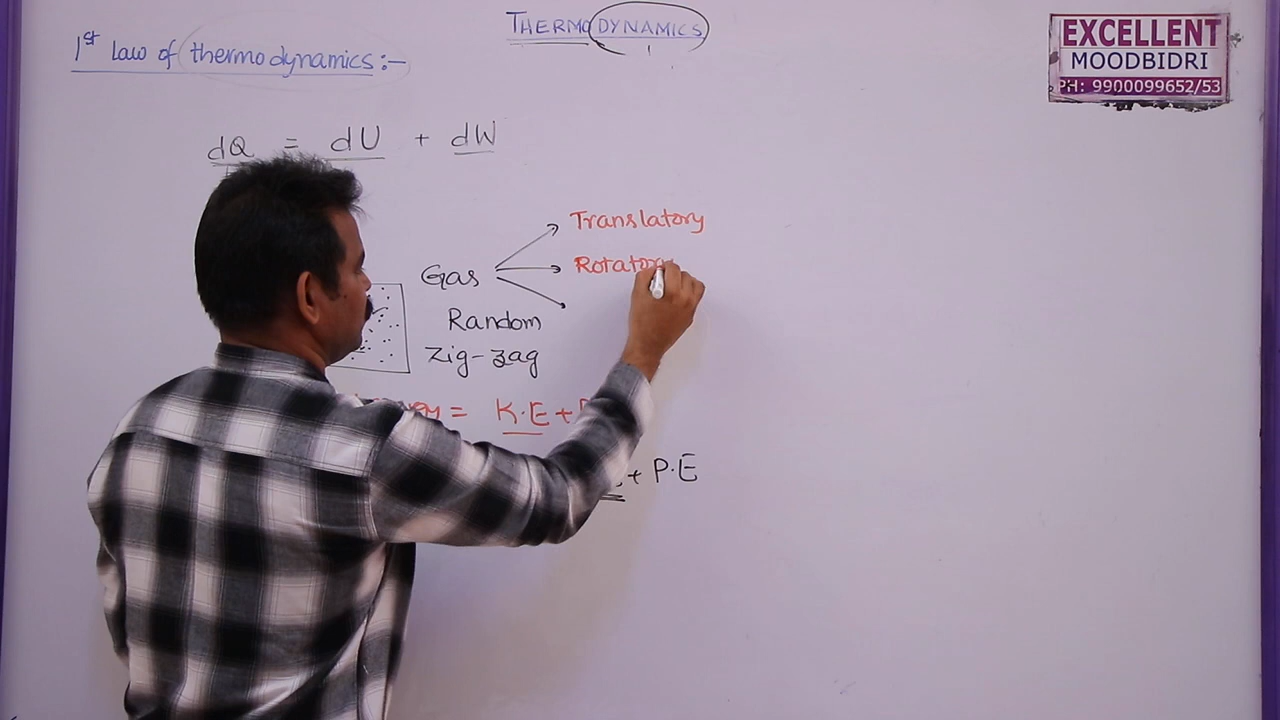 THERMODYNAMICS
1st Law of thermodynamics:-
EXCELLENT
MOODBIDRI
PH: 9900099652/53
dQ = dU + dW
Translatory
Gas
Rotatory
Random
Zig-zag
= K.E +
+ P.E